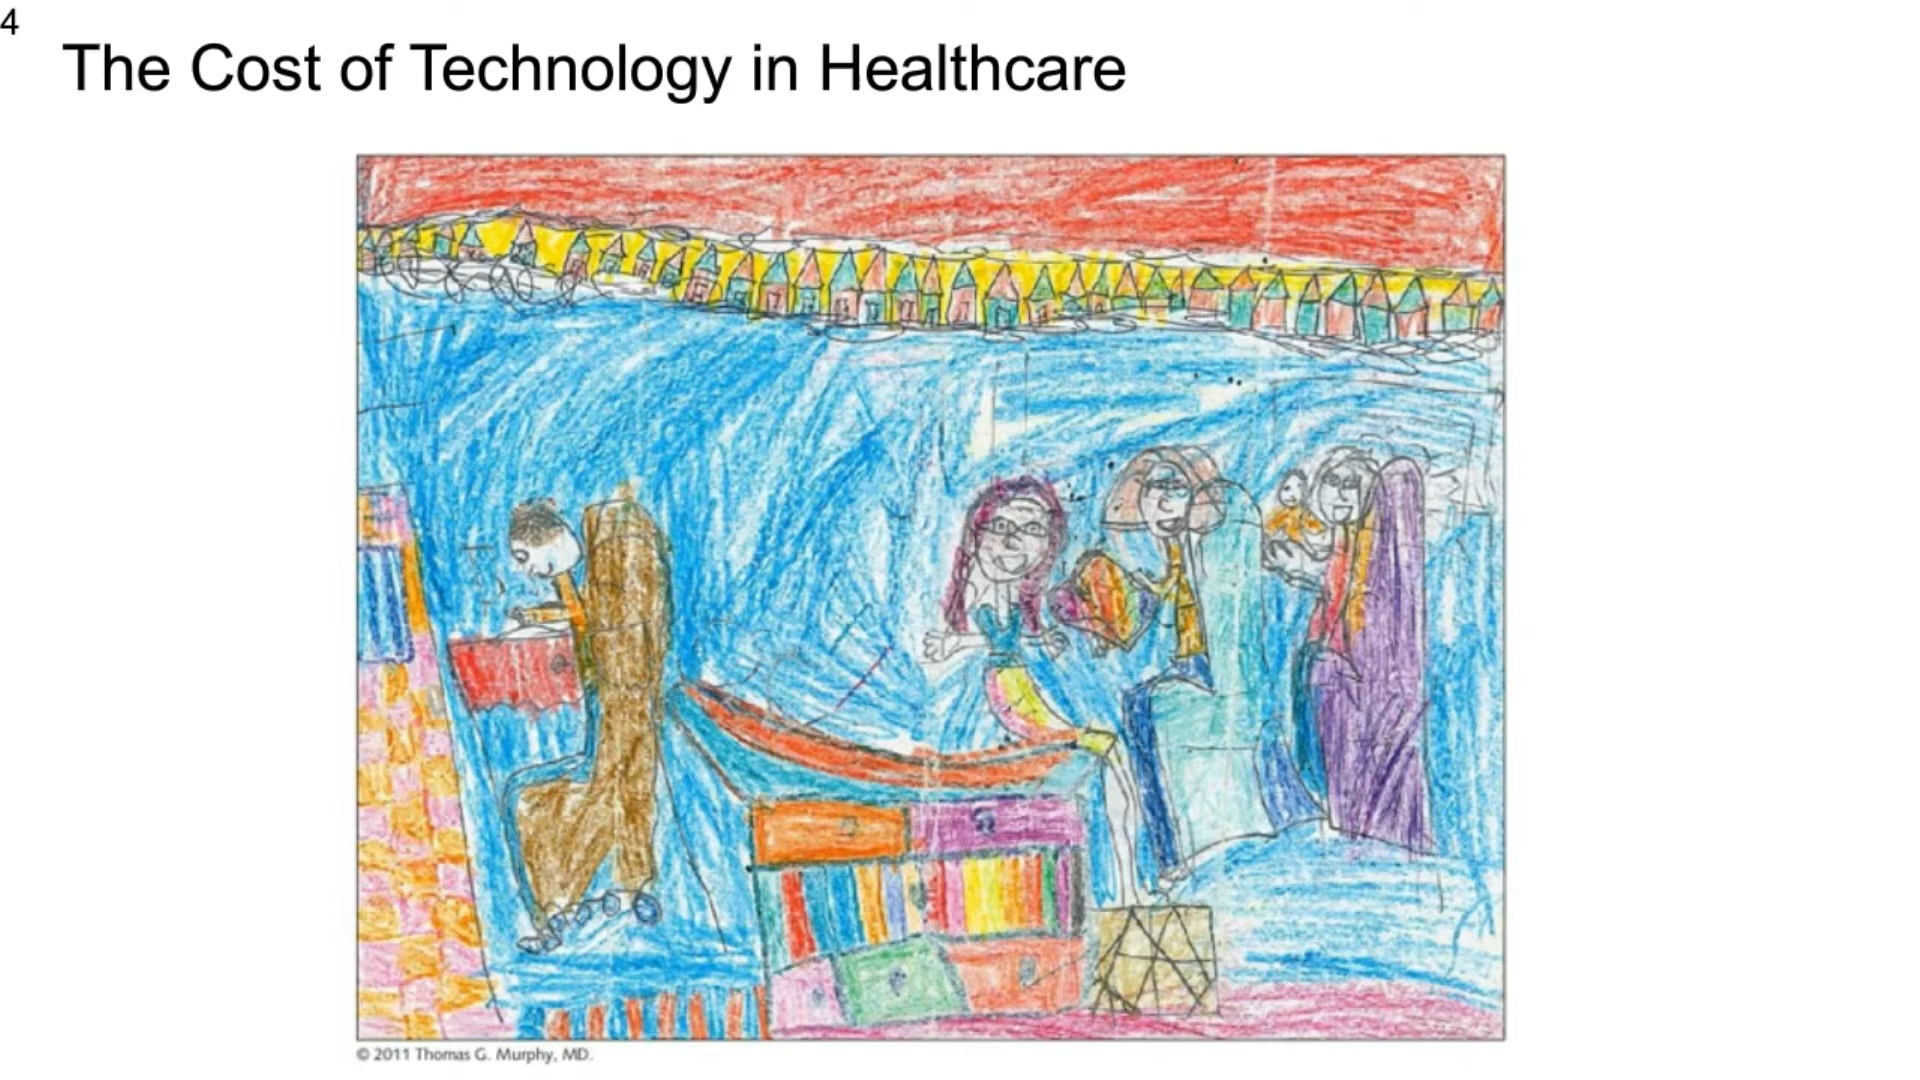 4
The Cost of Technology in Healthcare
© 2011 Thomas G. Murphy, MD.